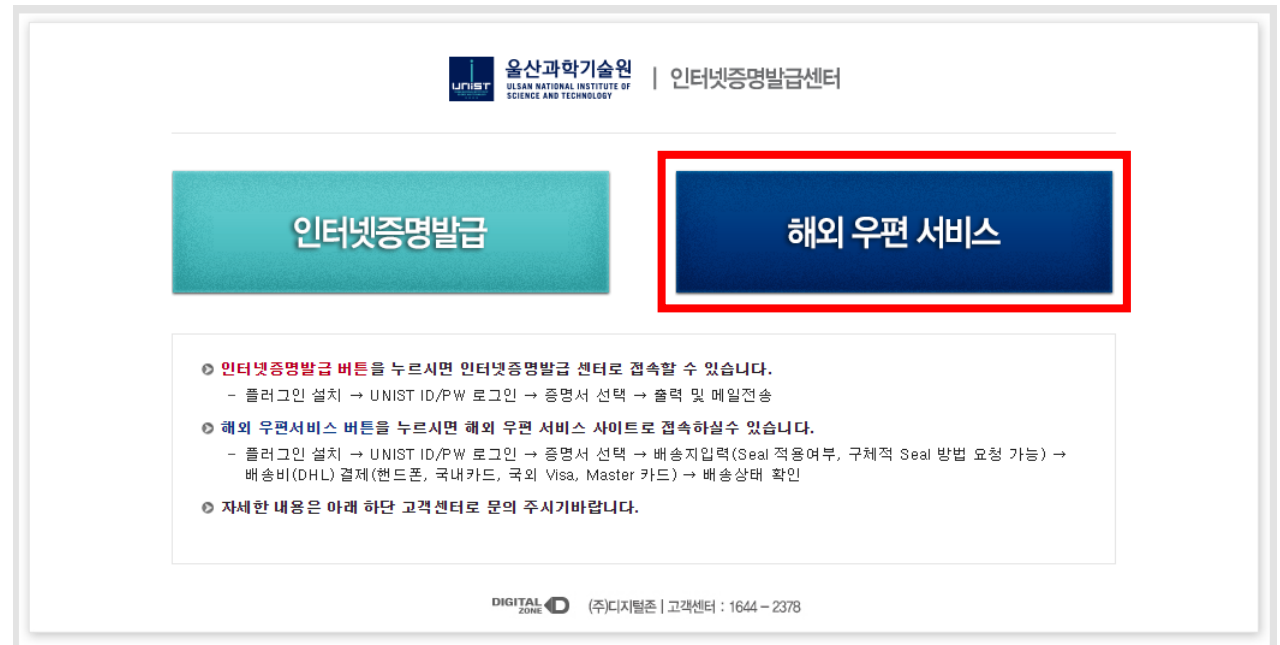 UNIST
울산과학기술원
ULSAN NATIONAL INSTITUTE OF
SCIENCE AND TECHNOLOGY
| 인터넷증명발급센터
인터넷증명발급
해외 우편 서비스
인터넷증명발급 버튼을 누르시면 인터넷증명발급 센터로 접속할 수 있습니다.
- 플러그인 설치 → UNIST ID/PW 로그인 → 증명서 선택 → 출력 및 메일전송
해외 우편서비스 버튼을 누르시면 해외 우편 서비스 사이트로 접속하실수 있습니다.
- 플러그인 설치 → UNIST ID/PW 로그인 → 증명서 선택 → 배송지입력(Seal 적용여부, 구체적 Seal 방법 요청 가능) →
배송비(DHL) 결제(핸드폰, 국내카드, 국외 Visa, Master 카드) → 배송상태 확인
자세한 내용은 아래 하단 고객센터로 문의 주시기바랍니다.
DIGITAL ZONE (주)디지털존 | 고객센터 : 1644 - 2378